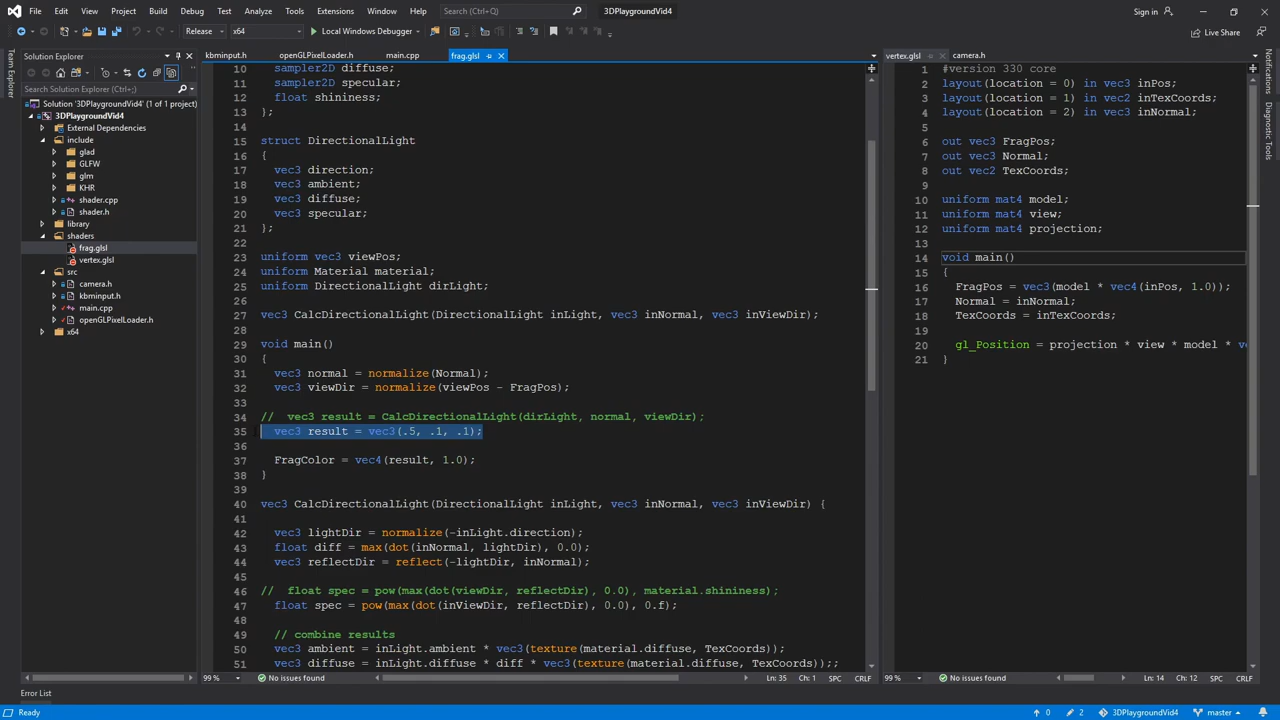 File Edit View Project Build Debug Test Analyze Tools Extensions Window Help Search (Ctrl+Q) 3DPlaygroundVid4 Sign in
Release x64 Local Windows Debugger Live Share
Team Explorer
Solution Explorer
Search Solution Explorer (Ctrl+;)
Solution '3DPlaygroundVid4' (1 of 1 project)
3DPlaygroundVid4
External Dependencies
include
glad
GLFW
glm
KHR
shader.cpp
shader.h
library
shaders
frag.glsl
vertex.glsl
src
camera.h
kbminput.h
main.cpp
openGLPixelLoader.h
x64
kbminput.h openGLPixelLoader.h main.cpp frag.glsl
10 sampler2D diffuse;
11 sampler2D specular;
12 float shininess;
13 };
14
15 struct DirectionalLight
16 {
17 vec3 direction;
18 vec3 ambient;
19 vec3 diffuse;
20 vec3 specular;
21 };
22
23 uniform vec3 viewPos;
24 uniform Material material;
25 uniform DirectionalLight dirLight;
26
27 vec3 CalcDirectionalLight(DirectionalLight inLight, vec3 inNormal, vec3 inViewDir);
28
29 void main()
30 {
31 vec3 normal = normalize(Normal);
32 vec3 viewDir = normalize(viewPos - FragPos);
33
34 // vec3 result = CalcDirectionalLight(dirLight, normal, viewDir);
35 vec3 result = vec3(.5, .1, .1);
36
37 FragColor = vec4(result, 1.0);
38 }
39
40 vec3 CalcDirectionalLight(DirectionalLight inLight, vec3 inNormal, vec3 inViewDir) {
41
42 vec3 lightDir = normalize(-inLight.direction);
43 float diff = max(dot(inNormal, lightDir), 0.0);
44 vec3 reflectDir = reflect(-lightDir, inNormal);
45
46 // float spec = pow(max(dot(viewDir, reflectDir), 0.0), material.shininess);
47 float spec = pow(max(dot(inViewDir, reflectDir), 0.0), 0.f);
48
49 // combine results
50 vec3 ambient = inLight.ambient * vec3(texture(material.diffuse, TexCoords));
51 vec3 diffuse = inLight.diffuse * diff * vec3(texture(material.diffuse, TexCoords));;
99 % No issues found Ln: 35 Ch: 1 SPC CRLF
vertex.glsl camera.h
1 #version 330 core
2 layout(location = 0) in vec3 inPos;
3 layout(location = 1) in vec2 inTexCoords;
4 layout(location = 2) in vec3 inNormal;
5
6 out vec3 FragPos;
7 out vec3 Normal;
8 out vec2 TexCoords;
9
10 uniform mat4 model;
11 uniform mat4 view;
12 uniform mat4 projection;
13
14 void main()
15 {
16 FragPos = vec3(model * vec4(inPos, 1.0));
17 Normal = inNormal;
18 TexCoords = inTexCoords;
19
20 gl_Position = projection * view * model * ve
21 }
99 % No issues found Ln: 14 Ch: 12 SPC CRLF
Notifications
Diagnostic Tools
Error List
Ready 0 2 3DPlaygroundVid4 master